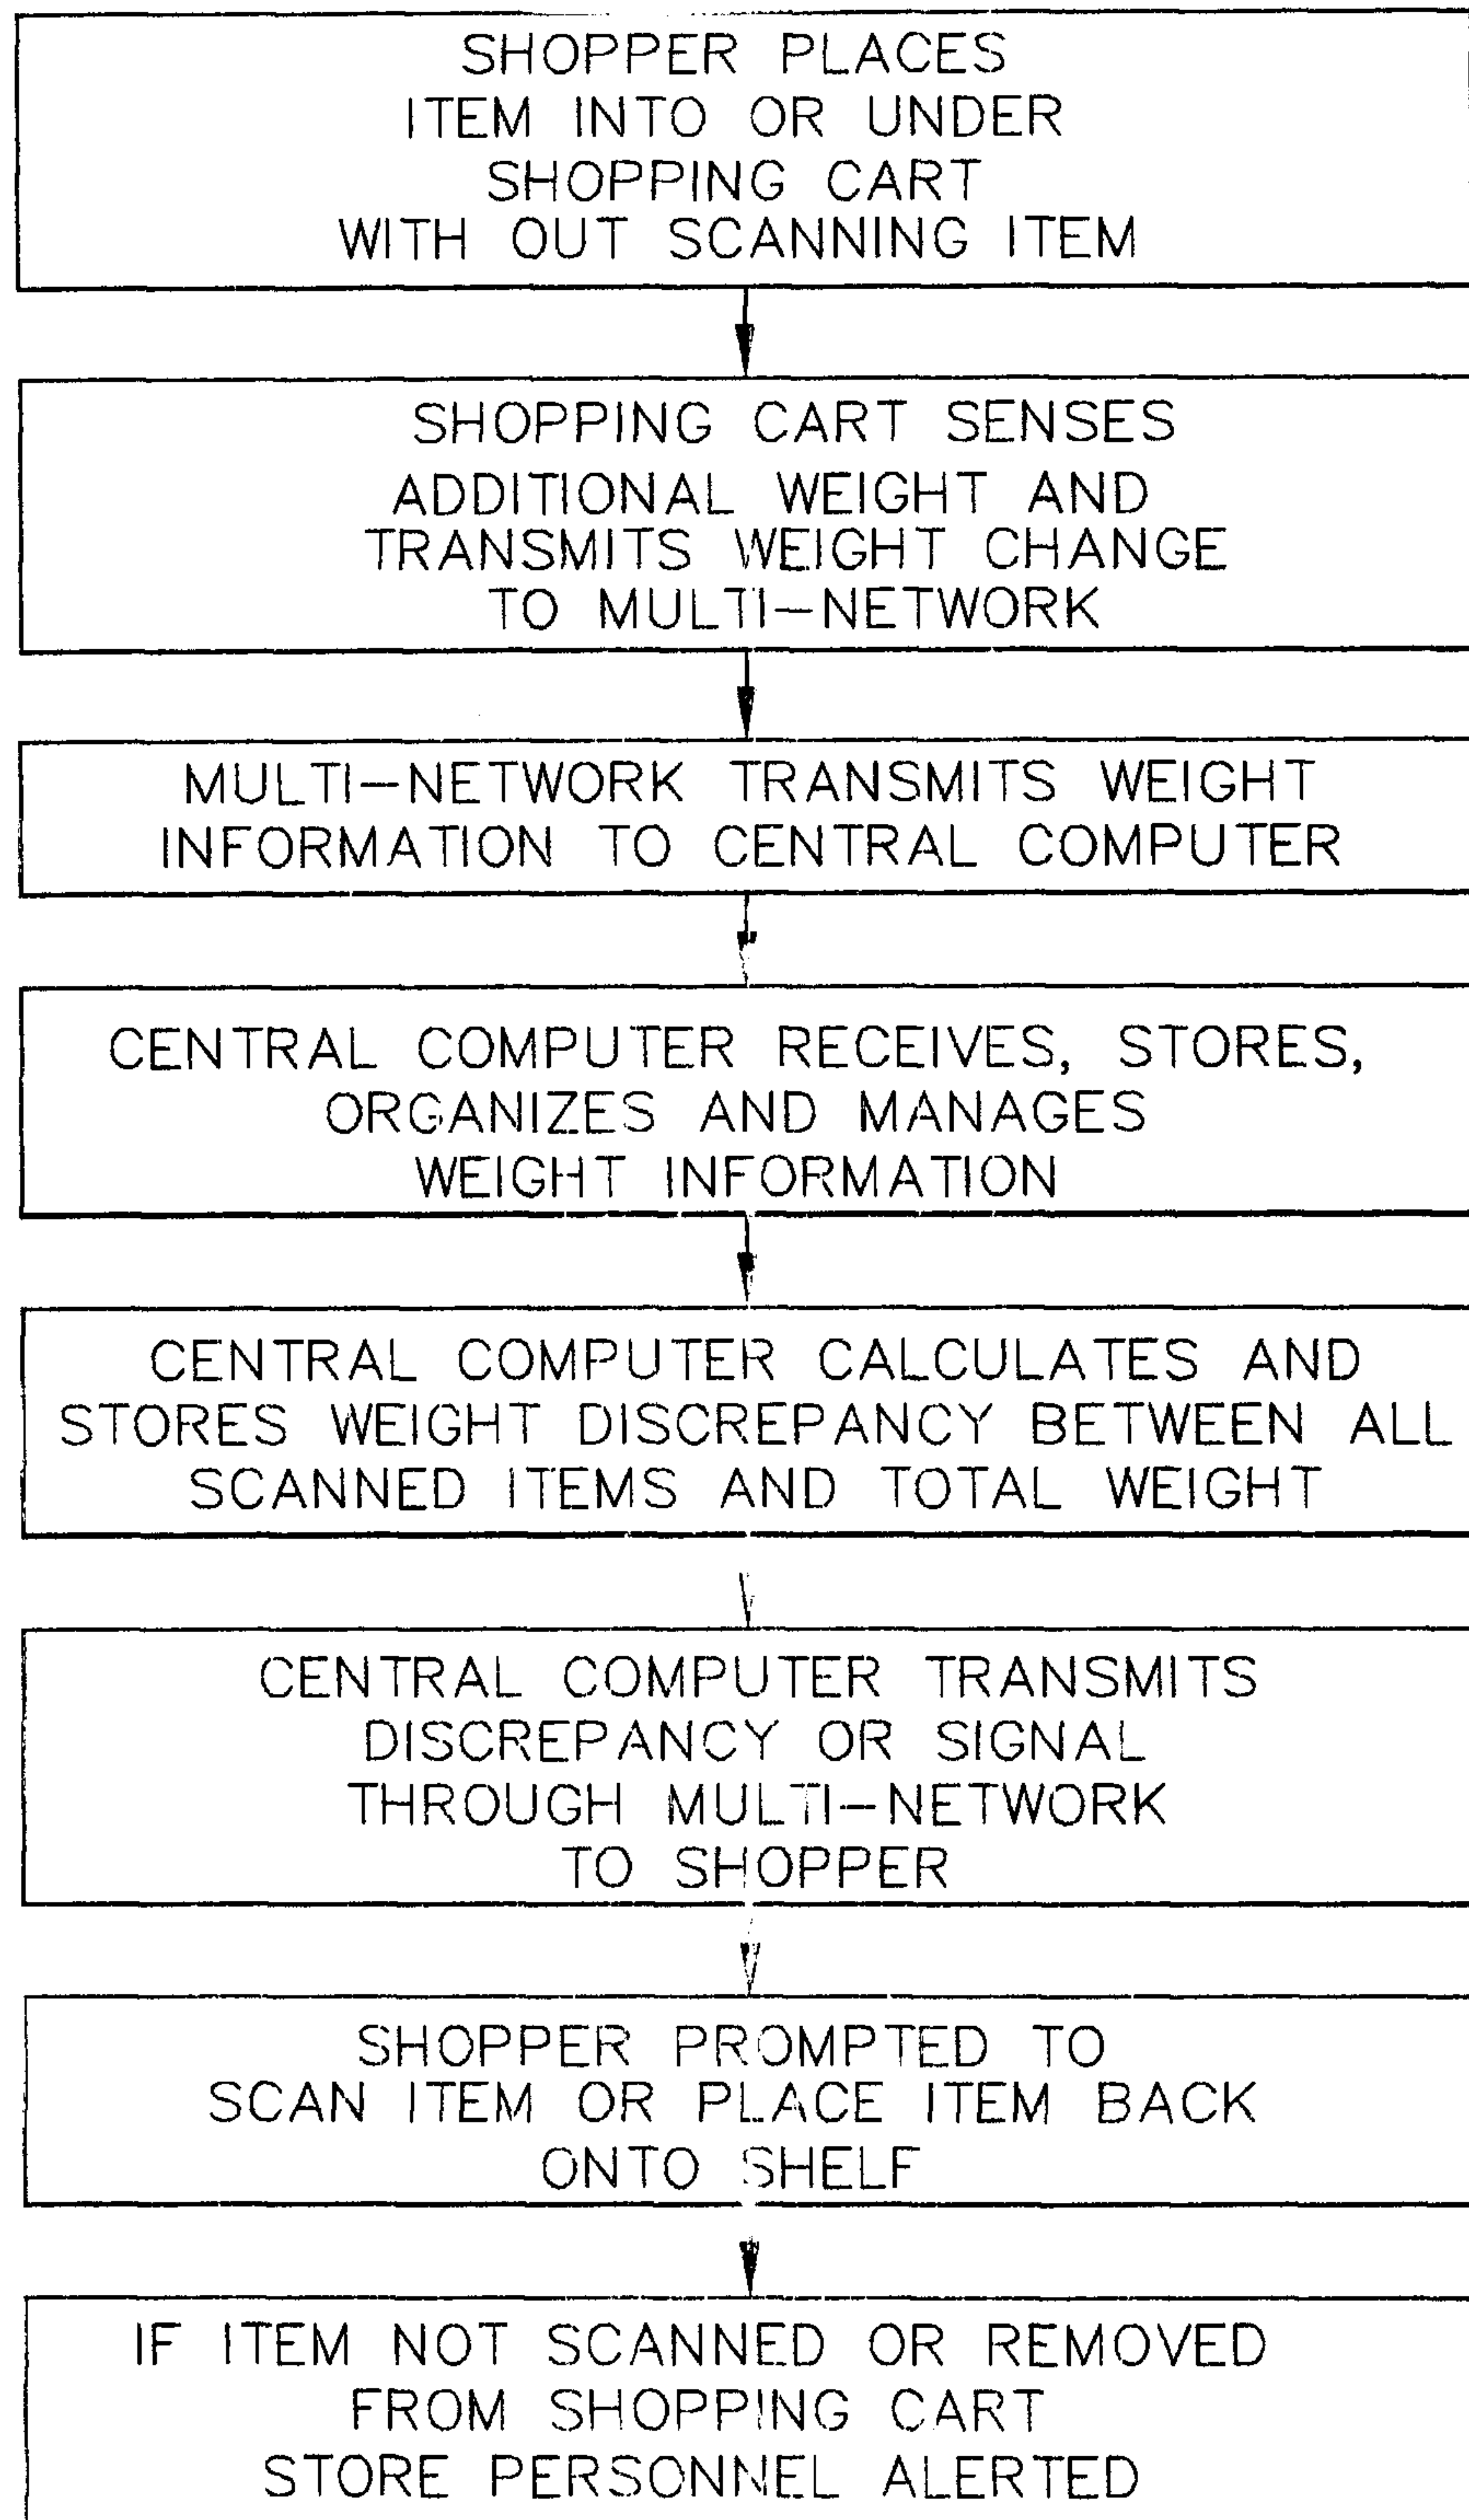 SHOPPER PLACES
ITEM INTO OR UNDER
SHOPPING CART
WITH OUT SCANNING ITEM
SHOPPING CART SENSES
ADDITIONAL WEIGHT AND
TRANSMITS WEIGHT CHANGE
TO MULTI-NETWORK
MULTI-NETWORK TRANSMITS WEIGHT
INFORMATION TO CENTRAL COMPUTER
CENTRAL COMPUTER RECEIVES, STORES,
ORGANIZES AND MANAGES
WEIGHT INFORMATION
CENTRAL COMPUTER CALCULATES AND
STORES WEIGHT DISCREPANCY BETWEEN ALL
SCANNED ITEMS AND TOTAL WEIGHT
CENTRAL COMPUTER TRANSMITS
DISCREPANCY OR SIGNAL
THROUGH MULTI-NETWORK
TO SHOPPER
SHOPPER PROMPTED TO
SCAN ITEM OR PLACE ITEM BACK
ONTO SHELF
IF ITEM NOT SCANNED OR REMOVED
FROM SHOPPING CART
STORE PERSONNEL ALERTED